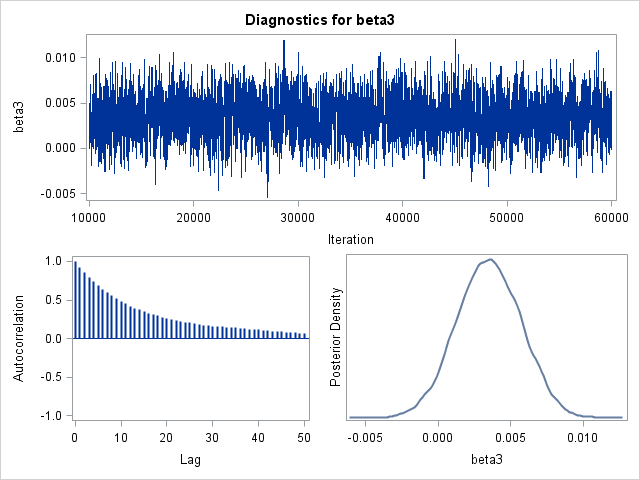 Diagnostics for beta3
beta3
0.010
0.005
0.000
-0.005
10000 20000 30000 40000 50000 60000
Iteration
Autocorrelation
1.0
0.5
0.0
-0.5
-1.0
0 10 20 30 40 50
Lag
Posterior Density
-0.005 0.000 0.005 0.010
beta3